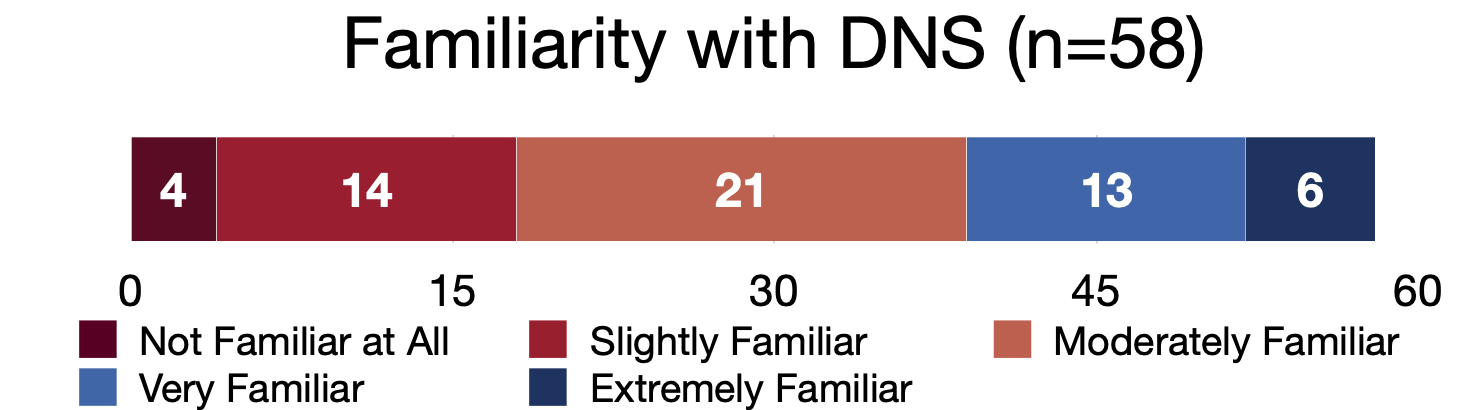 Familiarity with DNS (n=58)
4 14 21 13 6
0 15 30 45 60
Not Familiar at All Slightly Familiar Moderately Familiar
Very Familiar Extremely Familiar